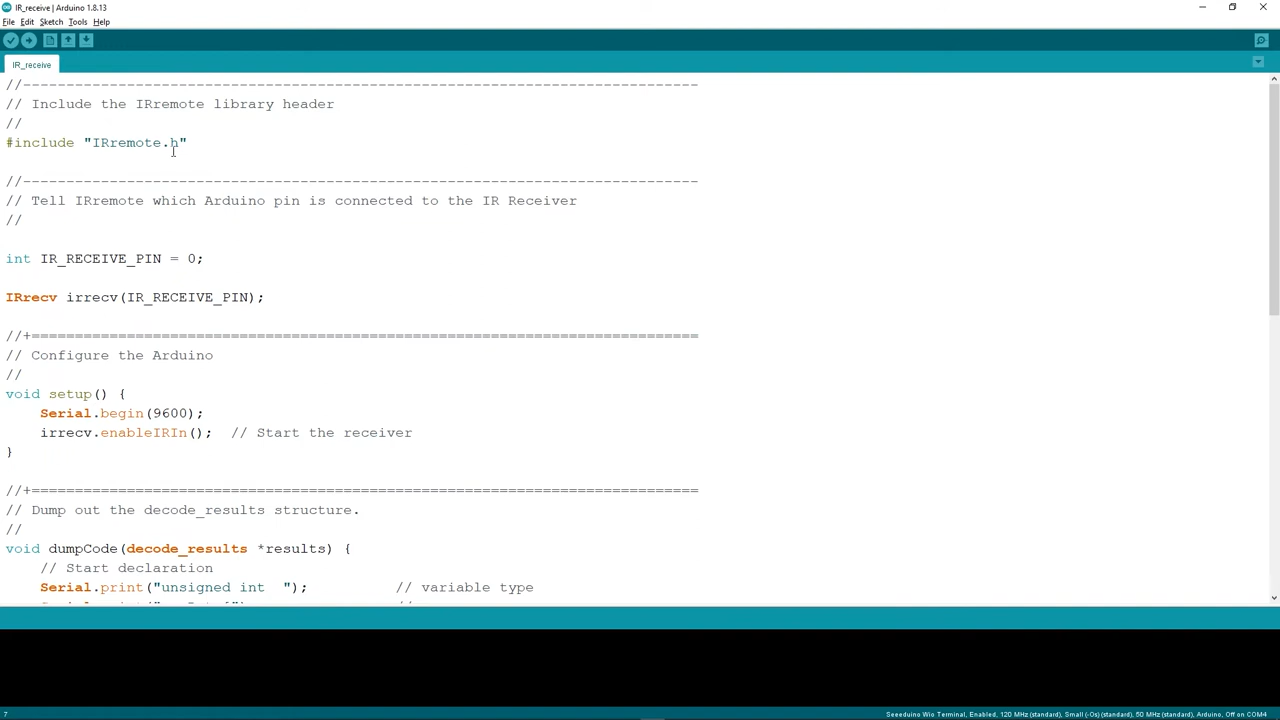 IR_receive | Arduino 1.8.13
File Edit Sketch Tools Help
IR_receive
//------------------------------------------------------------------------------
// Include the IRremote library header
//
#include "IRremote.h"
//------------------------------------------------------------------------------
// Tell IRremote which Arduino pin is connected to the IR Receiver
//
int IR_RECEIVE_PIN = 0;
IRrecv irrecv(IR_RECEIVE_PIN);
//+=============================================================================
// Configure the Arduino
//
void setup() {
    Serial.begin(9600);
    irrecv.enableIRIn();  // Start the receiver
}
//+=============================================================================
// Dump out the decode_results structure.
//
void dumpCode(decode_results *results) {
    // Start declaration
    Serial.print("unsigned int  ");          // variable type
7
Seeeduino Wio Terminal, Enabled, 120 MHz (standard), Small (-Os) (standard), 50 MHz (standard), Arduino, Off on COM4